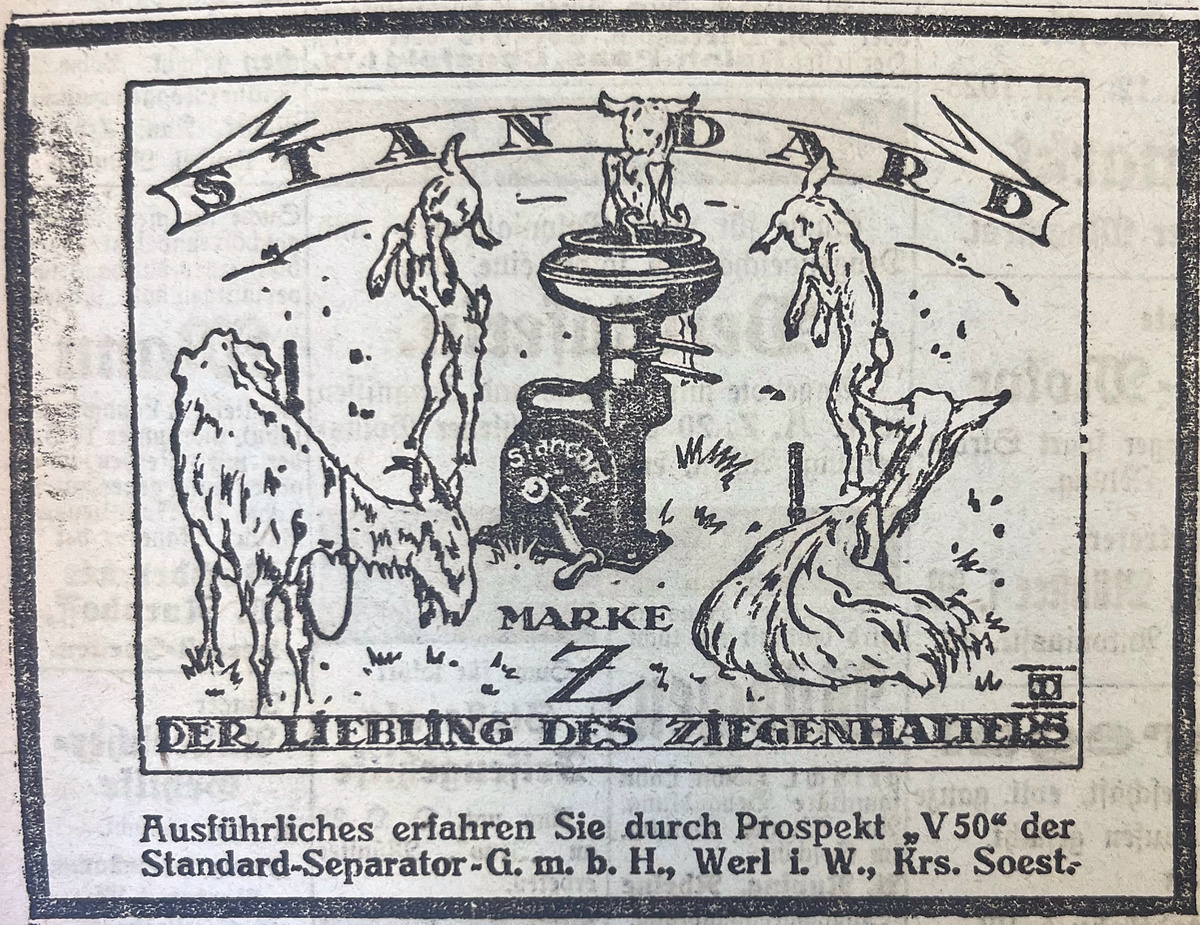 STANDARD
Standard
Z
MARKE
Z
DER LIEBLING DES ZIEGENHALTERS
Ausführliches erfahren Sie durch Prospekt „V 50“ der
Standard-Separator-G. m. b. H., Werl i. W., Krs. Soest.